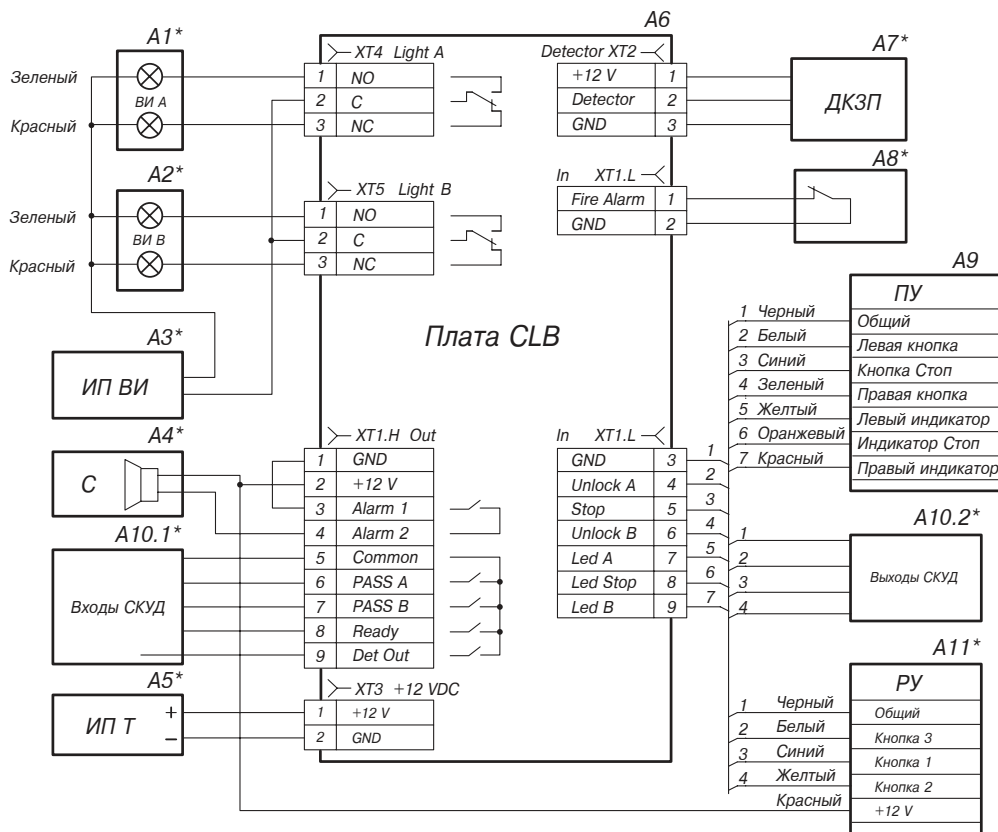 A1*
Зеленый
ВИ А
Красный
A2*
Зеленый
ВИ В
Красный
A3*
ИП ВИ
A4*
С
A10.1*
Входы СКУД
A5*
ИП Т
+
−
A6
XT4 Light A
1 NO
2 C
3 NC
XT5 Light B
1 NO
2 C
3 NC
Плата CLB
XT1.H Out
1 GND
2 +12 V
3 Alarm 1
4 Alarm 2
5 Common
6 PASS A
7 PASS B
8 Ready
9 Det Out
XT3 +12 VDC
1 +12 V
2 GND
Detector XT2
+12 V 1
Detector 2
GND 3
In XT1.L
Fire Alarm 1
GND 2
In XT1.L
GND 3 1
Unlock A 4 2
Stop 5 3
Unlock B 6 4
Led A 7 5
Led Stop 8 6
Led B 9 7
A7*
ДКЗП
A8*
A9
ПУ
1 Черный Общий
2 Белый Левая кнопка
3 Синий Кнопка Стоп
4 Зеленый Правая кнопка
5 Желтый Левый индикатор
6 Оранжевый Индикатор Стоп
7 Красный Правый индикатор
A10.2*
1
2
3
4
Выходы СКУД
A11*
РУ
1 Черный Общий
2 Белый Кнопка 3
3 Синий Кнопка 1
4 Желтый Кнопка 2
Красный +12 V